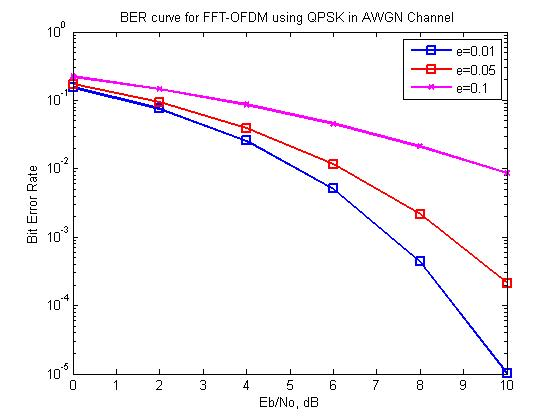 BER curve for FFT-OFDM using QPSK in AWGN Channel
e=0.01
e=0.05
e=0.1
Bit Error Rate
10^0
10^-1
10^-2
10^-3
10^-4
10^-5
0 1 2 3 4 5 6 7 8 9 10
Eb/No, dB